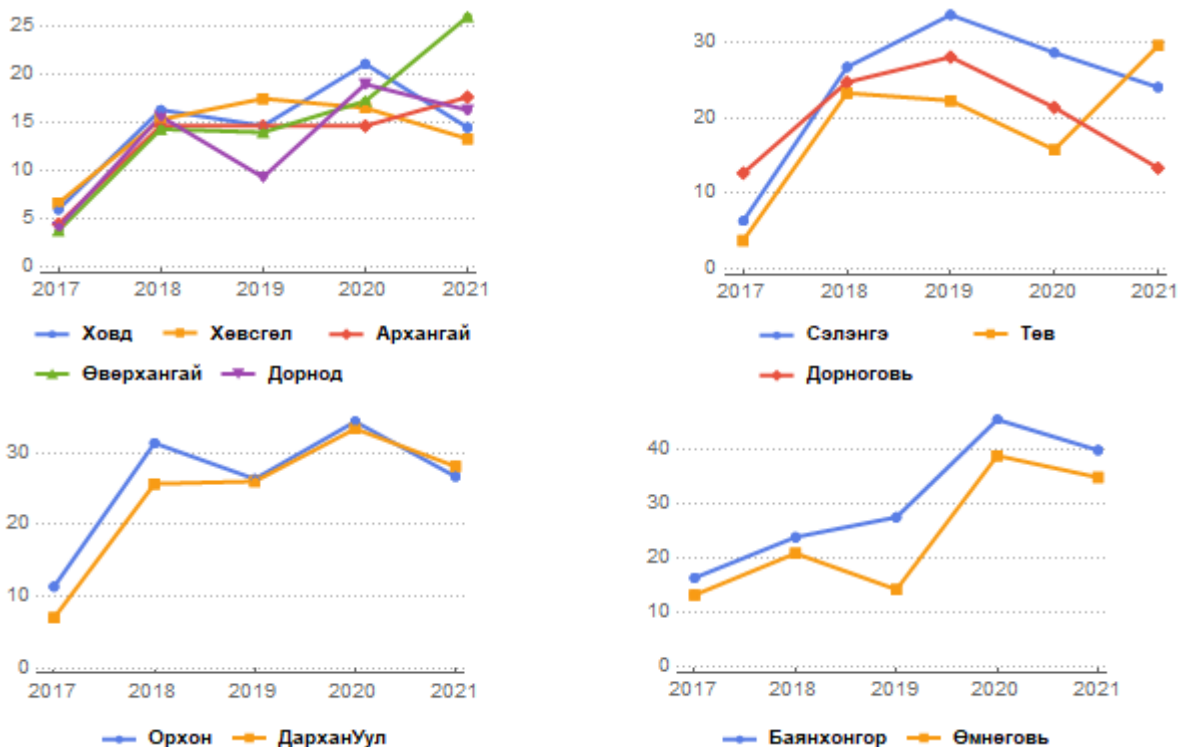 25
20
15
10
5
0
2017 2018 2019 2020 2021
Ховд Хөвсгөл Архангай
Өвөрхангай Дорнод
30
20
10
0
2017 2018 2019 2020 2021
Сэлэнгэ Төв
Дорноговь
30
20
10
0
2017 2018 2019 2020 2021
Орхон ДарханУул
40
30
20
10
0
2017 2018 2019 2020 2021
Баянхонгор Өмнөговь